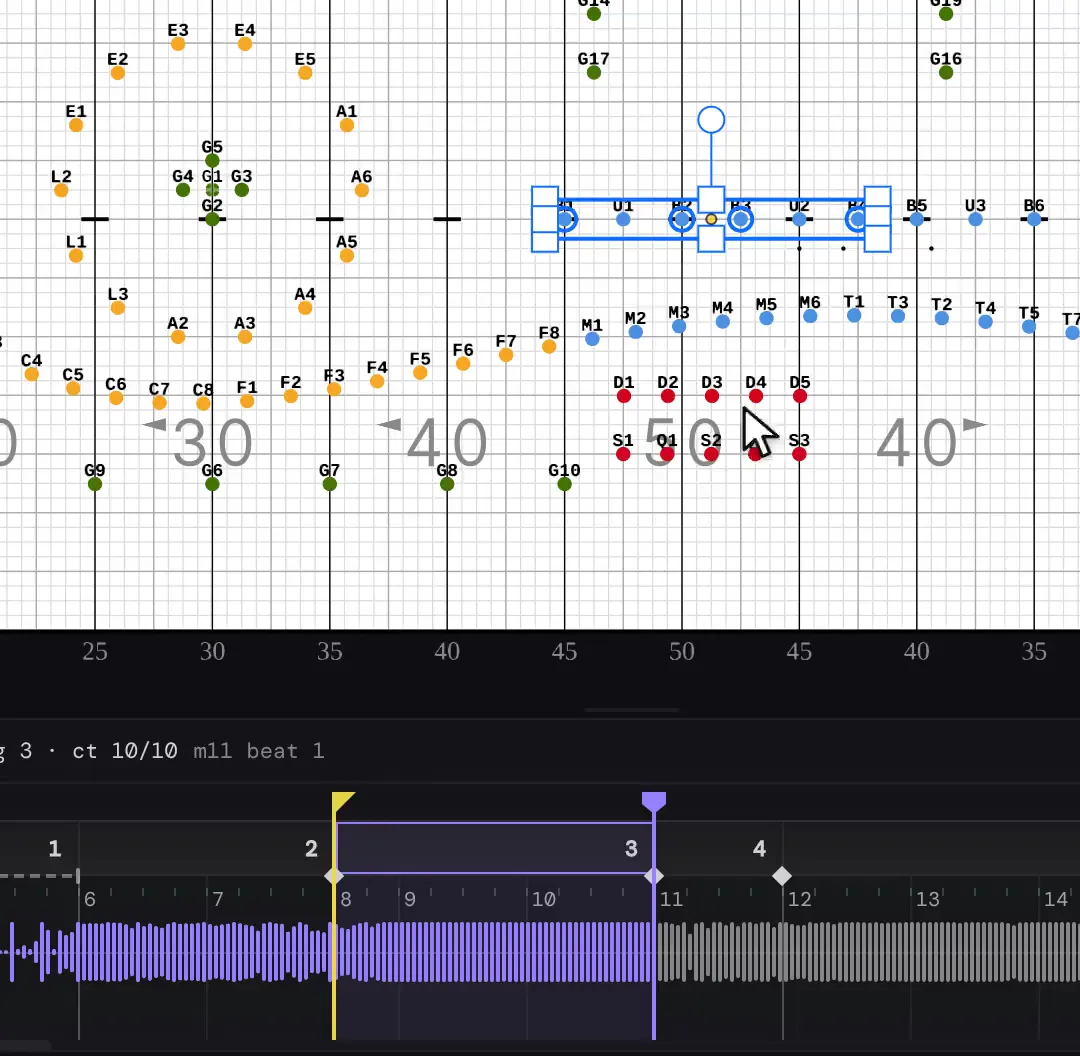 G14 G19
G17 G16
E3 E4
E2 E5
E1 A1
G5
L2 G4 G1 G3 A6
G2 U1 B2 B3 U2 B5 U3 B6
L1 A5
L3 A4
A2 A3
M1 M2 M3 M4 M5 M6 T1 T3 T2 T4 T5 T7
C4 C5 C6 C7 C8 F1 F2 F3 F4 F5 F6 F7 F8
D1 D2 D3 D4 D5
30 40 50 40
S1 Q1 S2 S3
G9 G6 G7 G8 G10
25 30 35 40 45 50 45 40 35
3 · ct 10/10 m11 beat 1
1 2 3 4
6 7 8 9 10 11 12 13 14